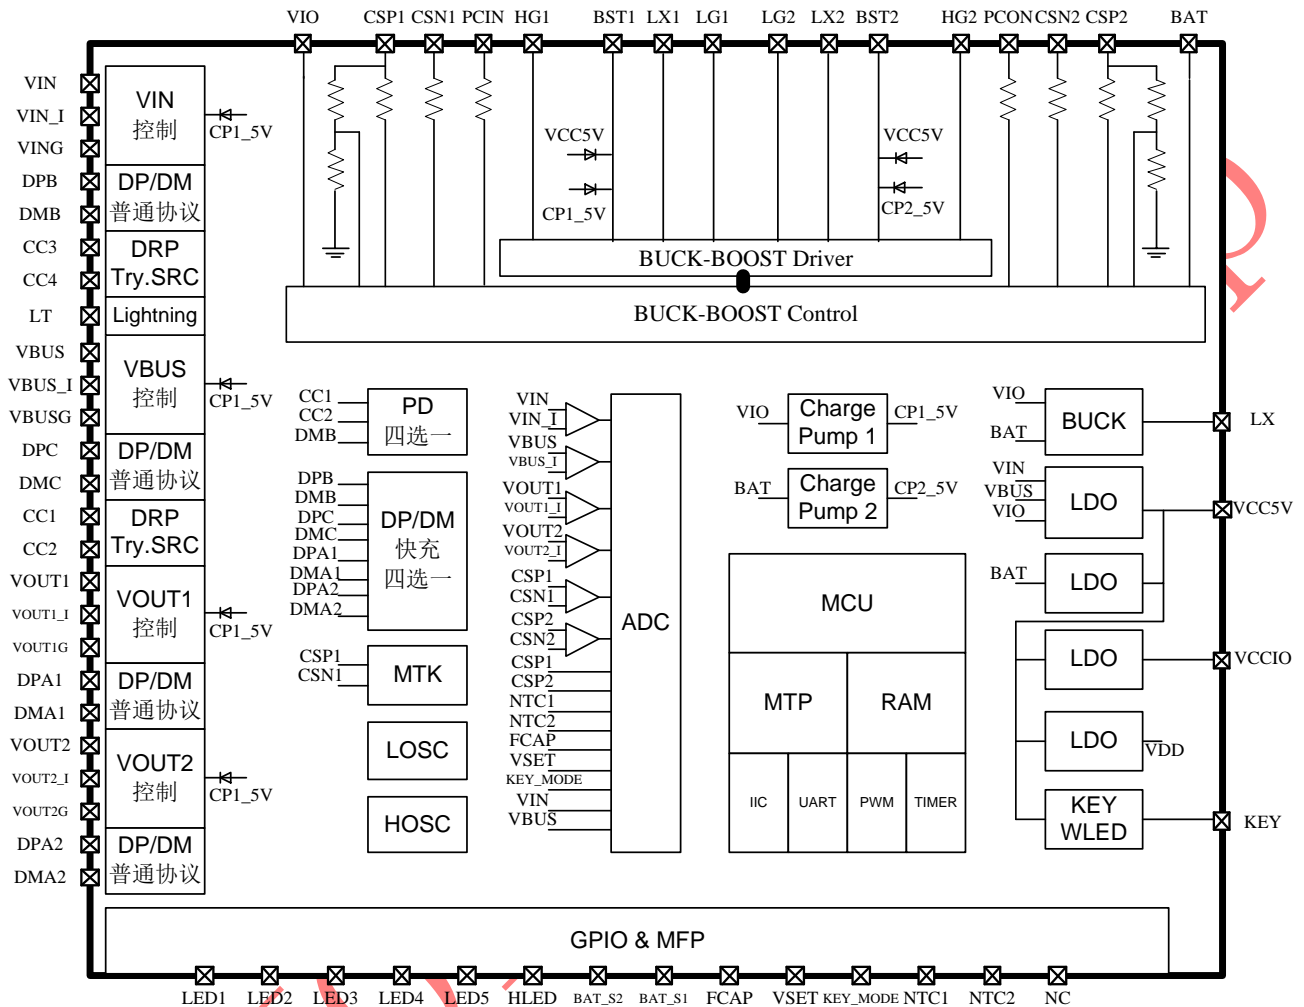 VIO CSP1 CSN1 PCIN HG1 BST1 LX1 LG1 LG2 LX2 BST2 HG2 PCON CSN2 CSP2 BAT
VIN
VIN_I
VING
DPB
DMB
CC3
CC4
LT
VBUS
VBUS_I
VBUSG
DPC
DMC
CC1
CC2
VOUT1
VOUT1_I
VOUT1G
DPA1
DMA1
VOUT2
VOUT2_I
VOUT2G
DPA2
DMA2
VIN
控制
CP1_5V
DP/DM
普通协议
DRP
Try.SRC
Lightning
VBUS
控制
CP1_5V
DP/DM
普通协议
DRP
Try.SRC
VOUT1
控制
CP1_5V
DP/DM
普通协议
VOUT2
控制
CP1_5V
DP/DM
普通协议
VCC5V
CP1_5V
VCC5V
CP2_5V
BUCK-BOOST Driver
BUCK-BOOST Control
CC1
CC2
DMB
PD
四选一
DPB
DMB
DPC
DMC
DPA1
DMA1
DPA2
DMA2
DP/DM
快充
四选一
CSP1
CSN1
MTK
LOSC
HOSC
VIN
VIN_I
VBUS
VBUS_I
VOUT1
VOUT1_I
VOUT2
VOUT2_I
CSP1
CSN1
CSP2
CSN2
CSP1
CSP2
NTC1
NTC2
FCAP
VSET
KEY_MODE
VIN
VBUS
ADC
VIO
Charge
Pump 1
CP1_5V
BAT
Charge
Pump 2
CP2_5V
MCU
MTP
RAM
IIC
UART
PWM
TIMER
VIO
BAT
BUCK
LX
VIN
VBUS
VIO
LDO
VCC5V
BAT
LDO
LDO
VCCIO
LDO
VDD
KEY
WLED
KEY
GPIO & MFP
LED1 LED2 LED3 LED4 LED5 HLED BAT_S2 BAT_S1 FCAP VSET KEY_MODE NTC1 NTC2 NC